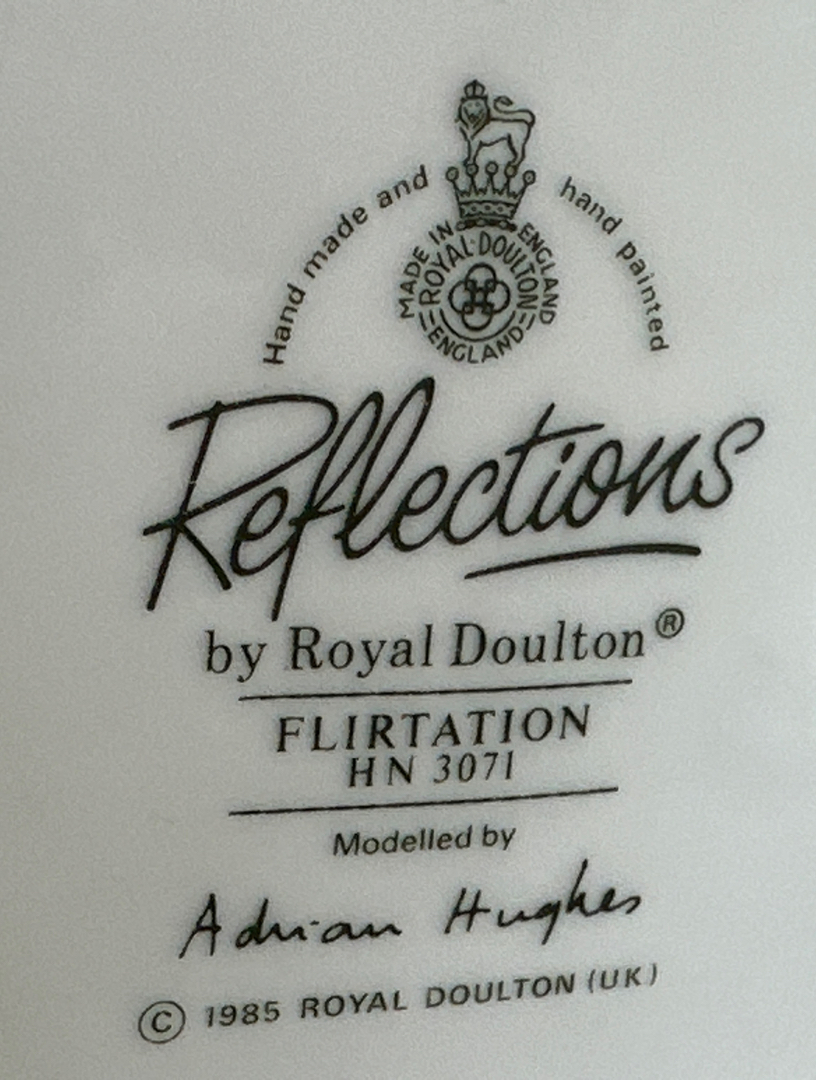 Hand made and hand painted
MADE IN ENGLAND
ROYAL DOULTON
ENGLAND
Reflections
by Royal Doulton®
FLIRTATION
HN 3071
Modelled by
Adrian Hughes
© 1985 ROYAL DOULTON (UK)